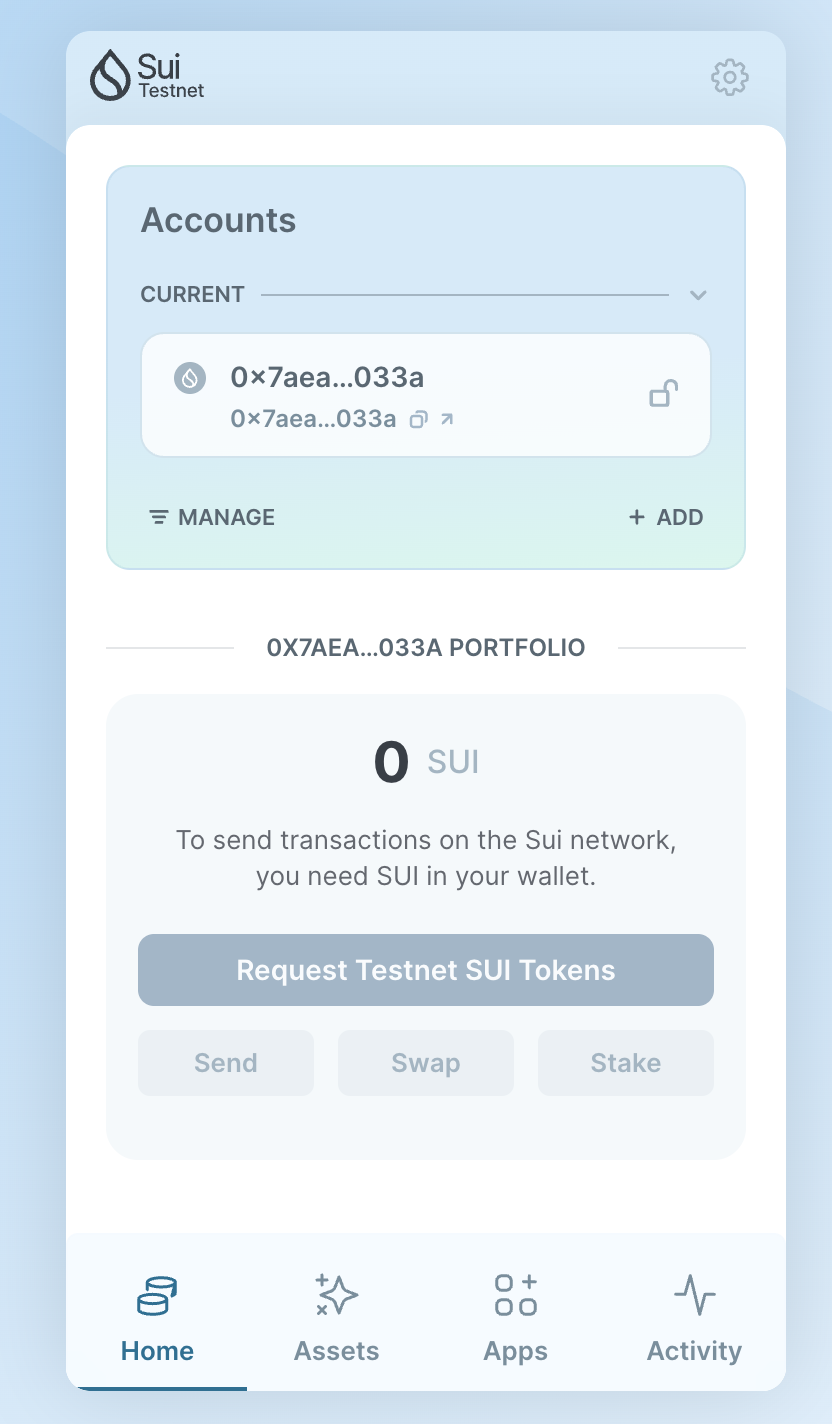 Sui
Testnet
Accounts
CURRENT
0×7aea…033a
0×7aea…033a
MANAGE
+ ADD
0X7AEA…033A PORTFOLIO
0 SUI
To send transactions on the Sui network,
you need SUI in your wallet.
Request Testnet SUI Tokens
Send Swap Stake
Home Assets Apps Activity